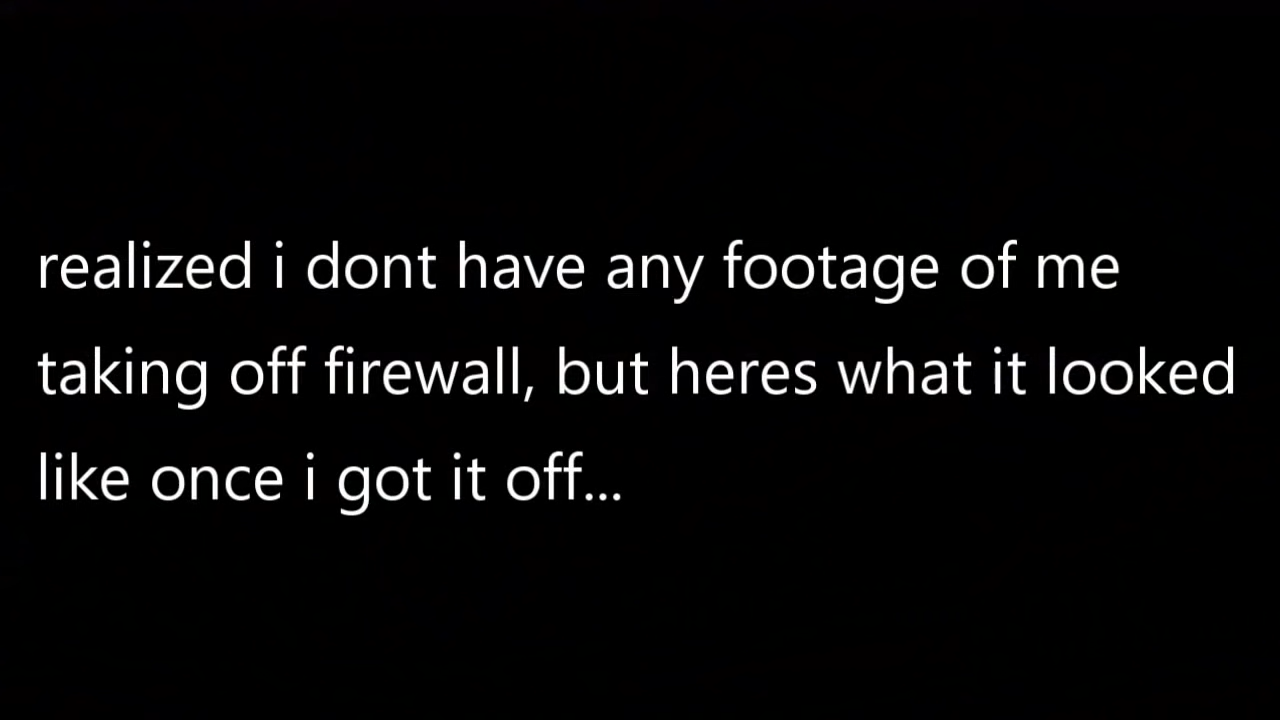 realized i dont have any footage of me
taking off firewall, but heres what it looked
like once i got it off...